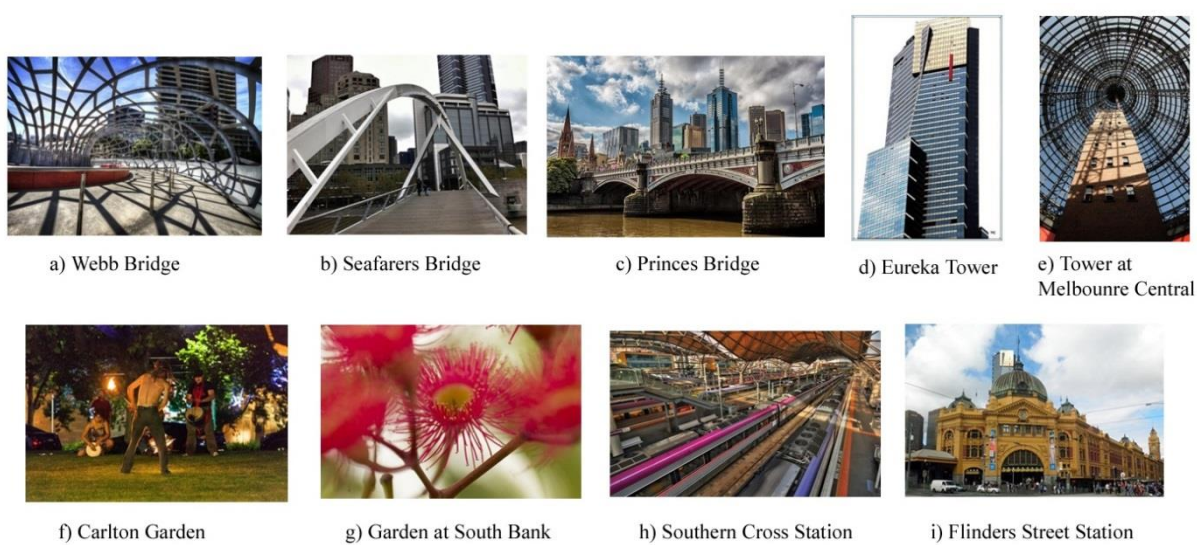 a) Webb Bridge
b) Seafarers Bridge
c) Princes Bridge
d) Eureka Tower
e) Tower at
Melbounre Central
f) Carlton Garden
g) Garden at South Bank
h) Southern Cross Station
i) Flinders Street Station